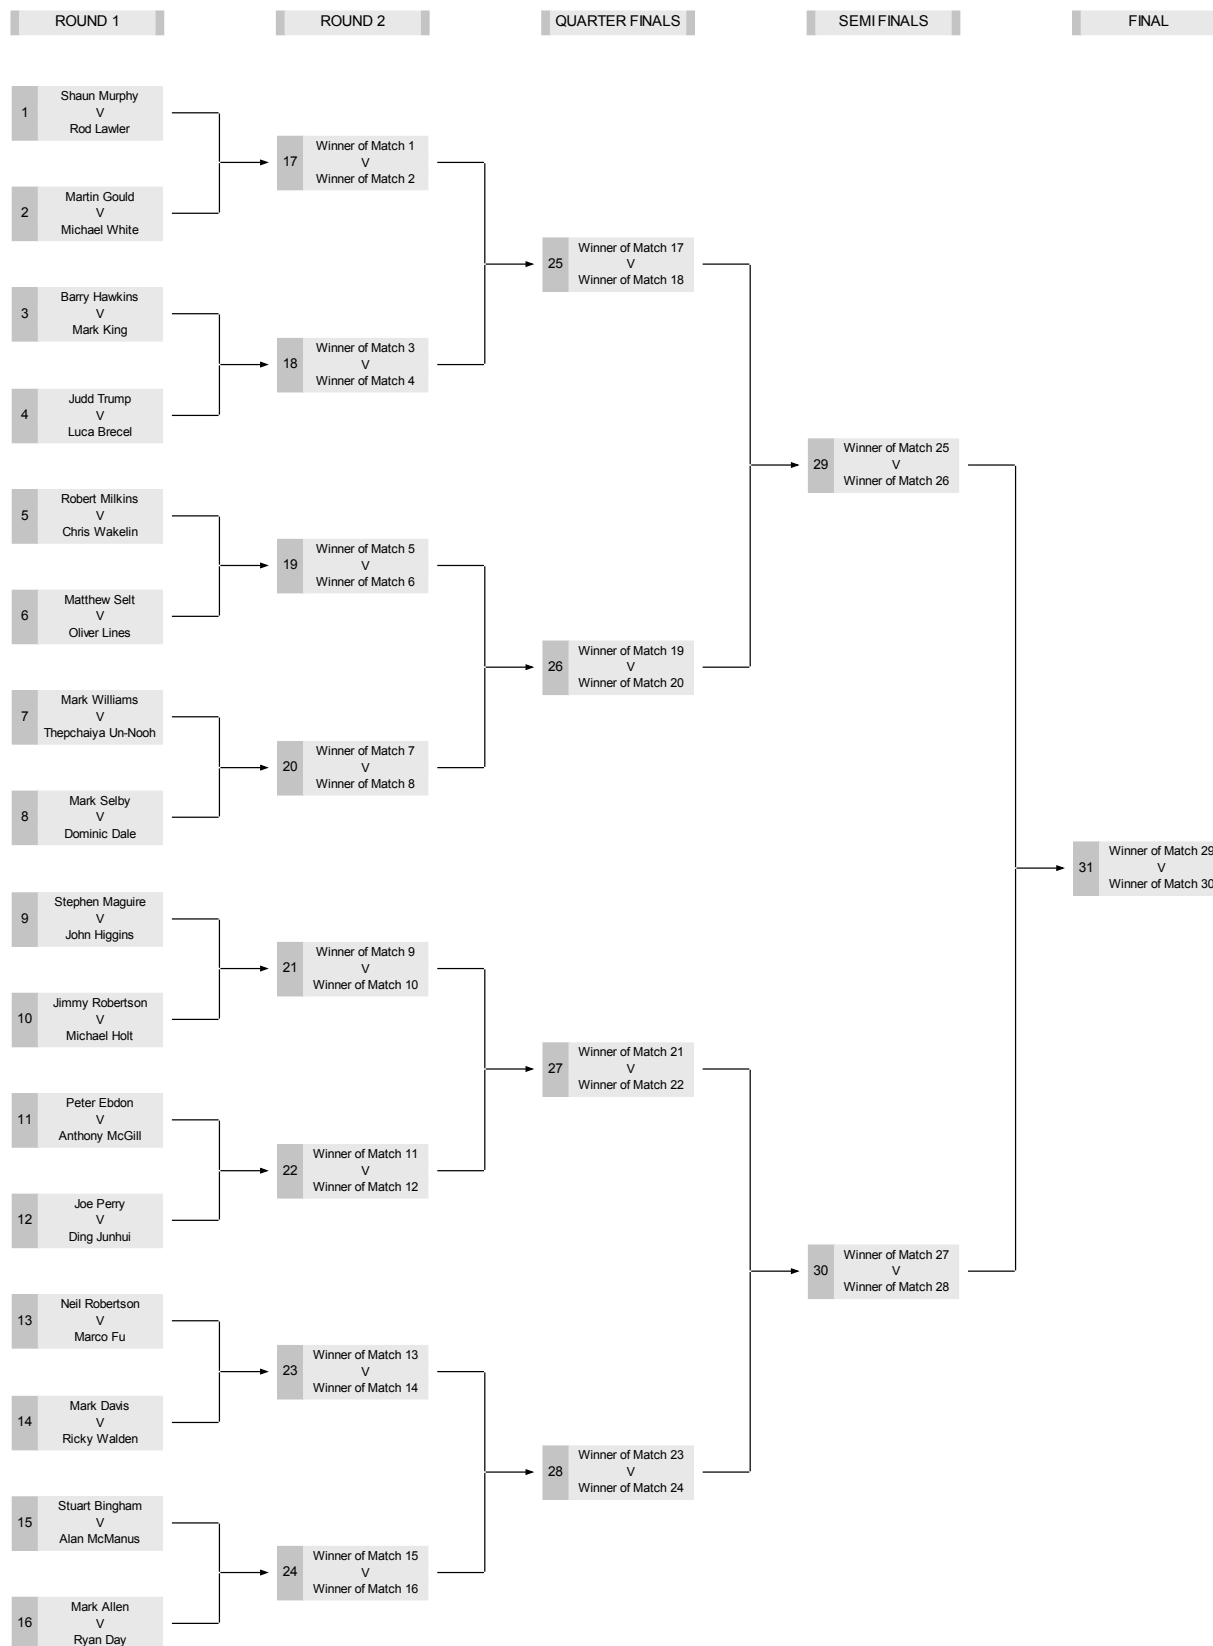 ROUND 1
ROUND 2
QUARTER FINALS
SEMI FINALS
FINAL
1
Shaun Murphy
V
Rod Lawler
2
Martin Gould
V
Michael White
3
Barry Hawkins
V
Mark King
4
Judd Trump
V
Luca Brecel
5
Robert Milkins
V
Chris Wakelin
6
Matthew Selt
V
Oliver Lines
7
Mark Williams
V
Thepchaiya Un-Nooh
8
Mark Selby
V
Dominic Dale
9
Stephen Maguire
V
John Higgins
10
Jimmy Robertson
V
Michael Holt
11
Peter Ebdon
V
Anthony McGill
12
Joe Perry
V
Ding Junhui
13
Neil Robertson
V
Marco Fu
14
Mark Davis
V
Ricky Walden
15
Stuart Bingham
V
Alan McManus
16
Mark Allen
V
Ryan Day
17
Winner of Match 1
V
Winner of Match 2
18
Winner of Match 3
V
Winner of Match 4
19
Winner of Match 5
V
Winner of Match 6
20
Winner of Match 7
V
Winner of Match 8
21
Winner of Match 9
V
Winner of Match 10
22
Winner of Match 11
V
Winner of Match 12
23
Winner of Match 13
V
Winner of Match 14
24
Winner of Match 15
V
Winner of Match 16
25
Winner of Match 17
V
Winner of Match 18
26
Winner of Match 19
V
Winner of Match 20
27
Winner of Match 21
V
Winner of Match 22
28
Winner of Match 23
V
Winner of Match 24
29
Winner of Match 25
V
Winner of Match 26
30
Winner of Match 27
V
Winner of Match 28
31
Winner of Match 29
V
Winner of Match 30